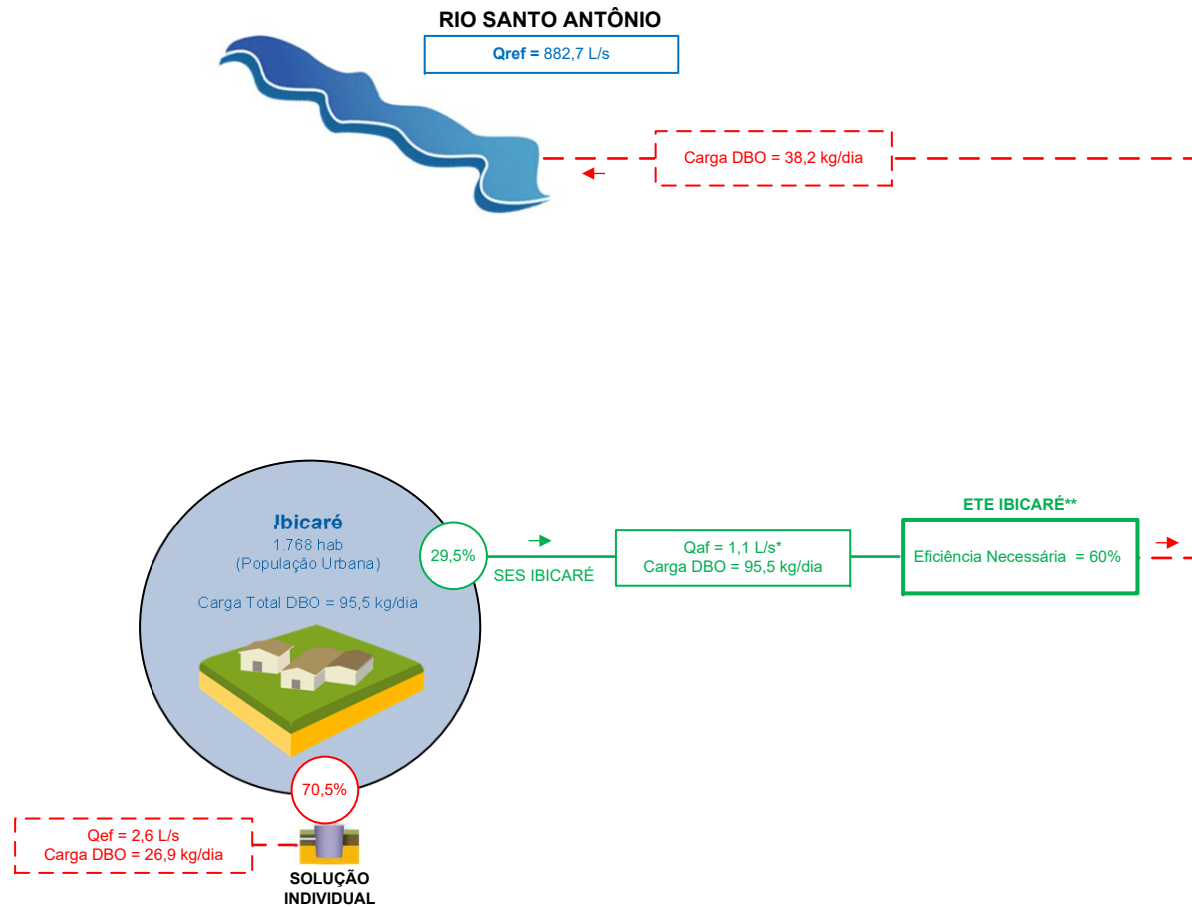 RIO SANTO ANTÔNIO
Qref = 882,7 L/s
Carga DBO = 38,2 kg/dia
Ibicaré
1.768 hab
(População Urbana)
Carga Total DBO = 95,5 kg/dia
29,5%
SES IBICARÉ
Qaf = 1,1 L/s*
Carga DBO = 95,5 kg/dia
ETE IBICARÉ**
Eficiência Necessária = 60%
70,5%
Qef = 2,6 L/s
Carga DBO = 26,9 kg/dia
SOLUÇÃO
INDIVIDUAL